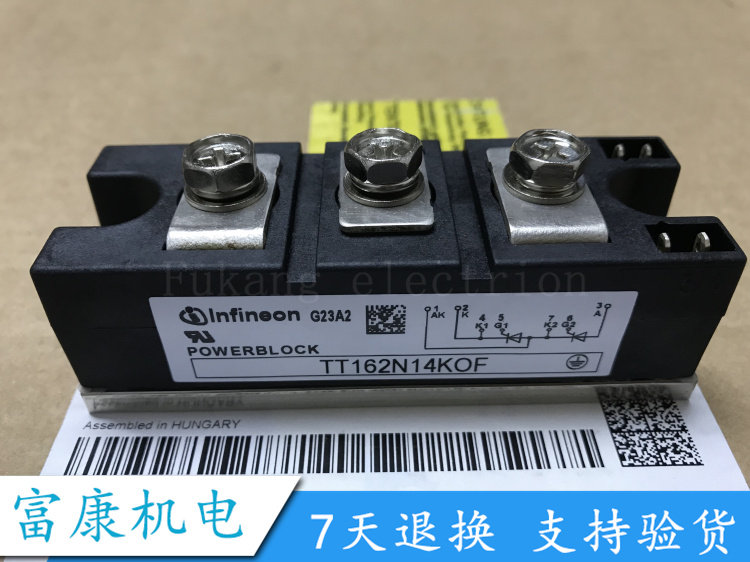 Fukang electrion
Infineon G23A2
POWERBLOCK
1 2 3
AK K A
4 5 7 6
K1 G1 K2 G2
TT162N14KOF
Assembled in HUNGARY
富康机电
7天退换 支持验货